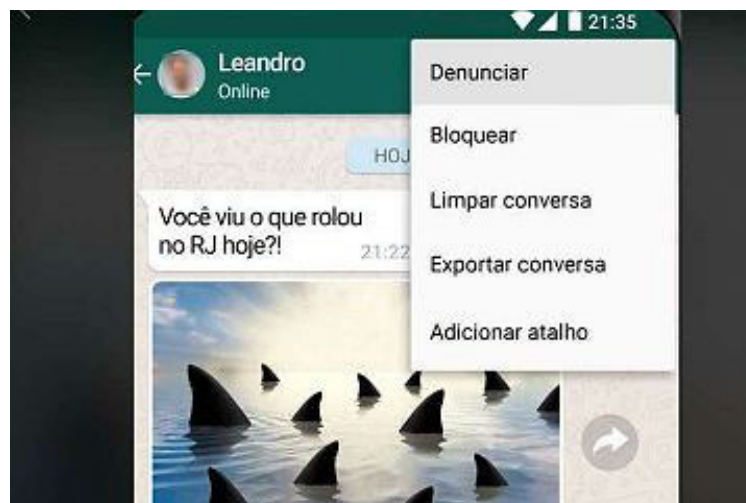 21:35
Leandro
Online
Denunciar
Bloquear
Limpar conversa
Exportar conversa
Adicionar atalho
HOJ
Você viu o que rolou
no RJ hoje?!
21:22